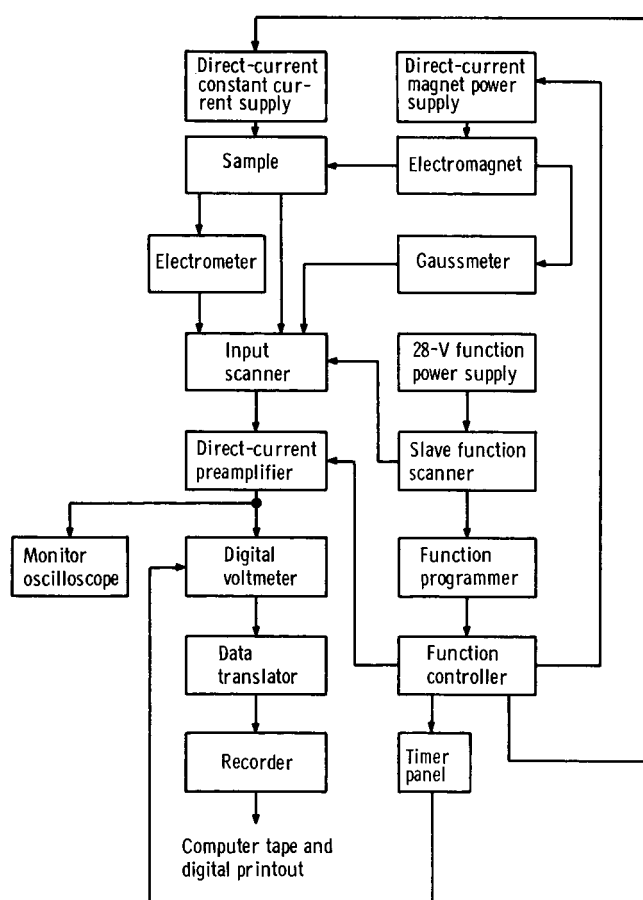 Direct-current
constant cur-
rent supply
Direct-current
magnet power
supply
Sample
Electromagnet
Electrometer
Gaussmeter
Input
scanner
28-V function
power supply
Direct-current
preamplifier
Slave function
scanner
Monitor
oscilloscope
Digital
voltmeter
Function
programmer
Data
translator
Function
controller
Recorder
Timer
panel
Computer tape and
digital printout